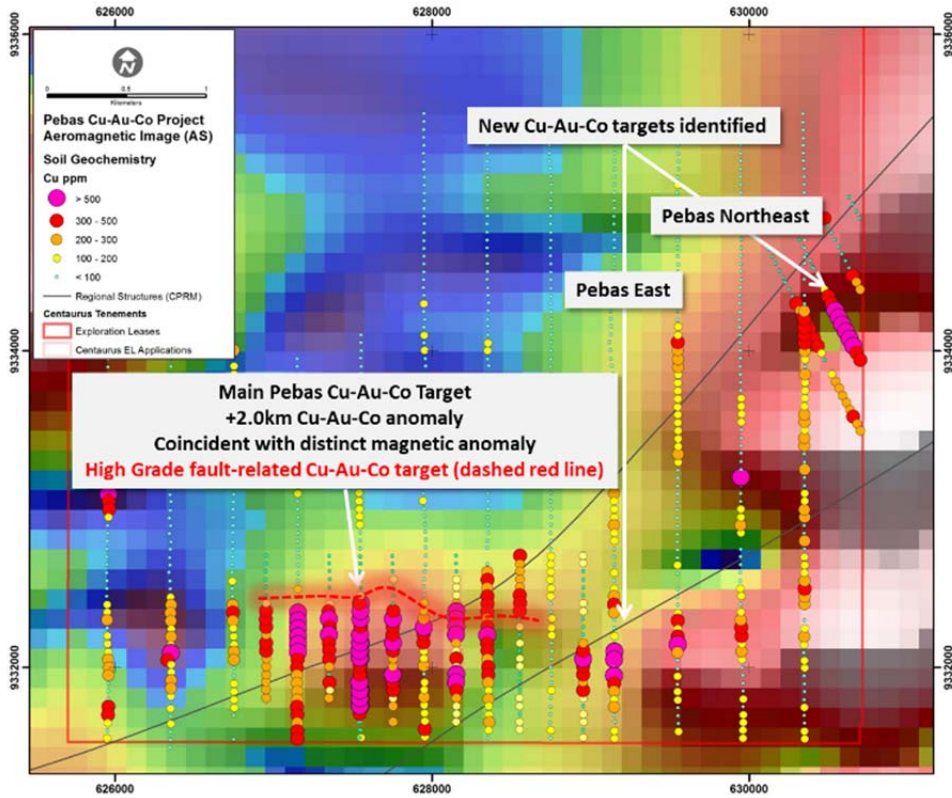 626000
628000
630000
9336000
9336000
N
0
0.5
1
Kilometers
Pebas Cu-Au-Co Project
Aeromagnetic Image (AS)
Soil Geochemistry
Cu ppm
> 500
300 - 500
200 - 300
100 - 200
< 100
Regional Structures (CPRM)
Centaurus Tenements
Exploration Leases
Centaurus EL Applications
New Cu-Au-Co targets identified
Pebas Northeast
Pebas East
9334000
9334000
Main Pebas Cu-Au-Co Target
+2.0km Cu-Au-Co anomaly
Coincident with distinct magnetic anomaly
High Grade fault-related Cu-Au-Co target (dashed red line)
9332000
9332000
626000
628000
630000